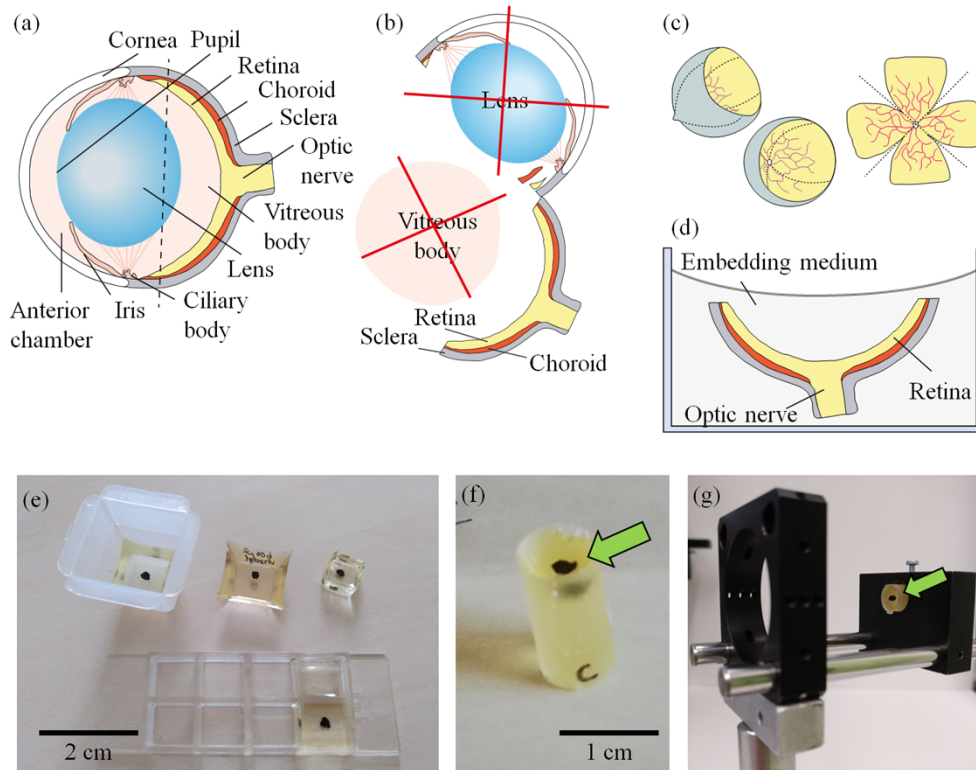 (a)
Cornea
Pupil
Retina
Choroid
Sclera
Optic
nerve
Vitreous
body
Lens
Ciliary
body
Iris
Anterior
chamber
(b)
Lens
Vitreous
body
Retina
Sclera
Choroid
(c)
(d)
Embedding medium
Retina
Optic nerve
(e)
2 cm
(f)
C
1 cm
(g)